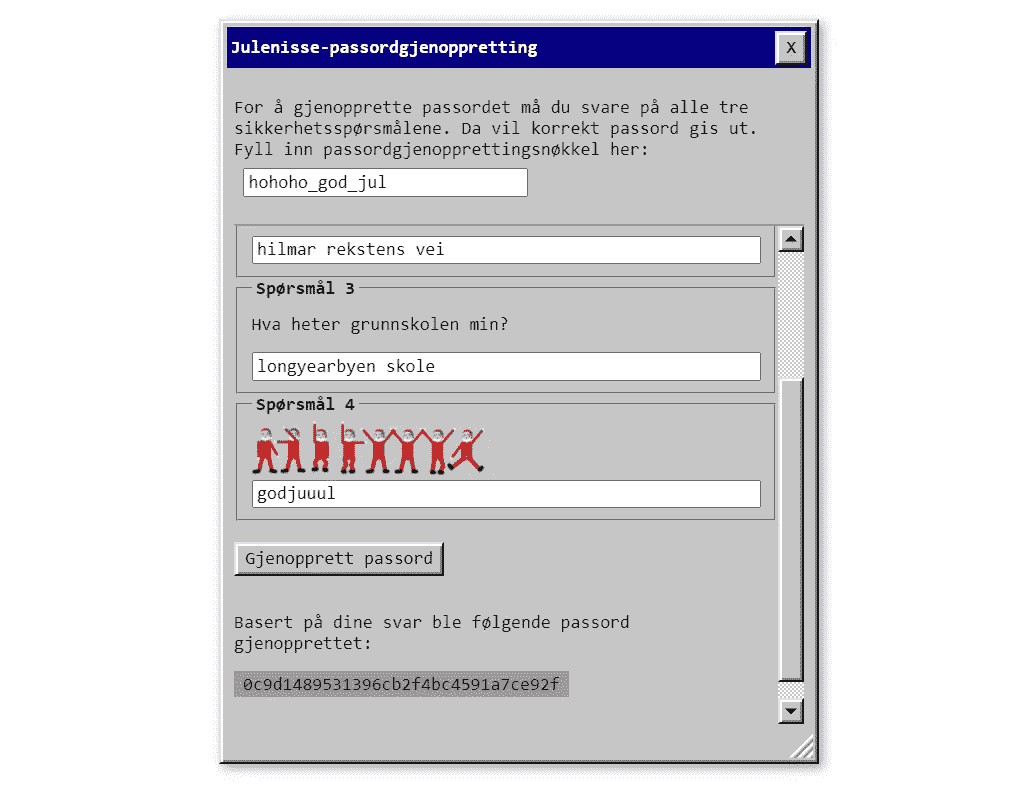 Julenisse-passordgjenoppretting
X
For å gjenopprette passordet må du svare på alle tre
sikkerhetsspørsmålene. Da vil korrekt passord gis ut.
Fyll inn passordgjenopprettingsnøkkel her:
hohoho_god_jul
hilmar rekstens vei
Spørsmål 3
Hva heter grunnskolen min?
longyearbyen skole
Spørsmål 4
godjuuul
Gjenopprett passord
Basert på dine svar ble følgende passord
gjenopprettet:
0c9d1489531396cb2f4bc4591a7ce92f